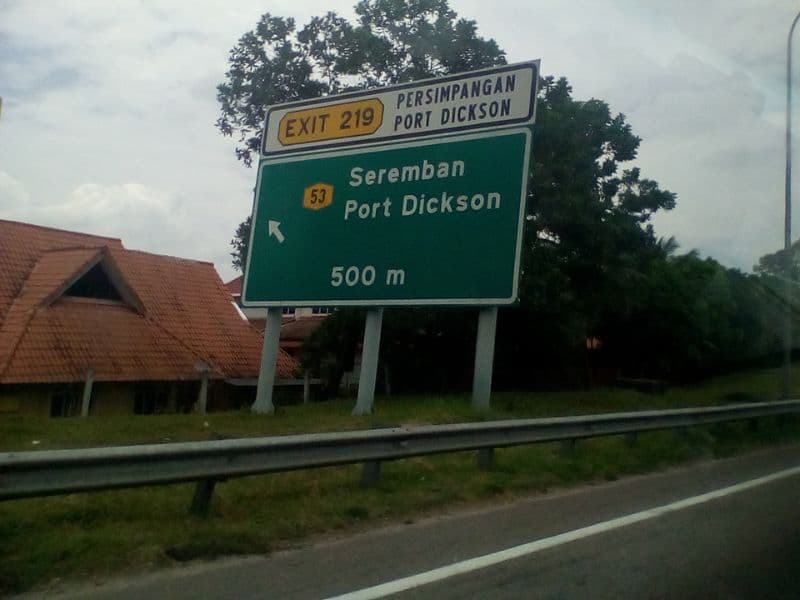 EXIT 219
PERSIMPANGAN
PORT DICKSON
53
Seremban
Port Dickson
500 m